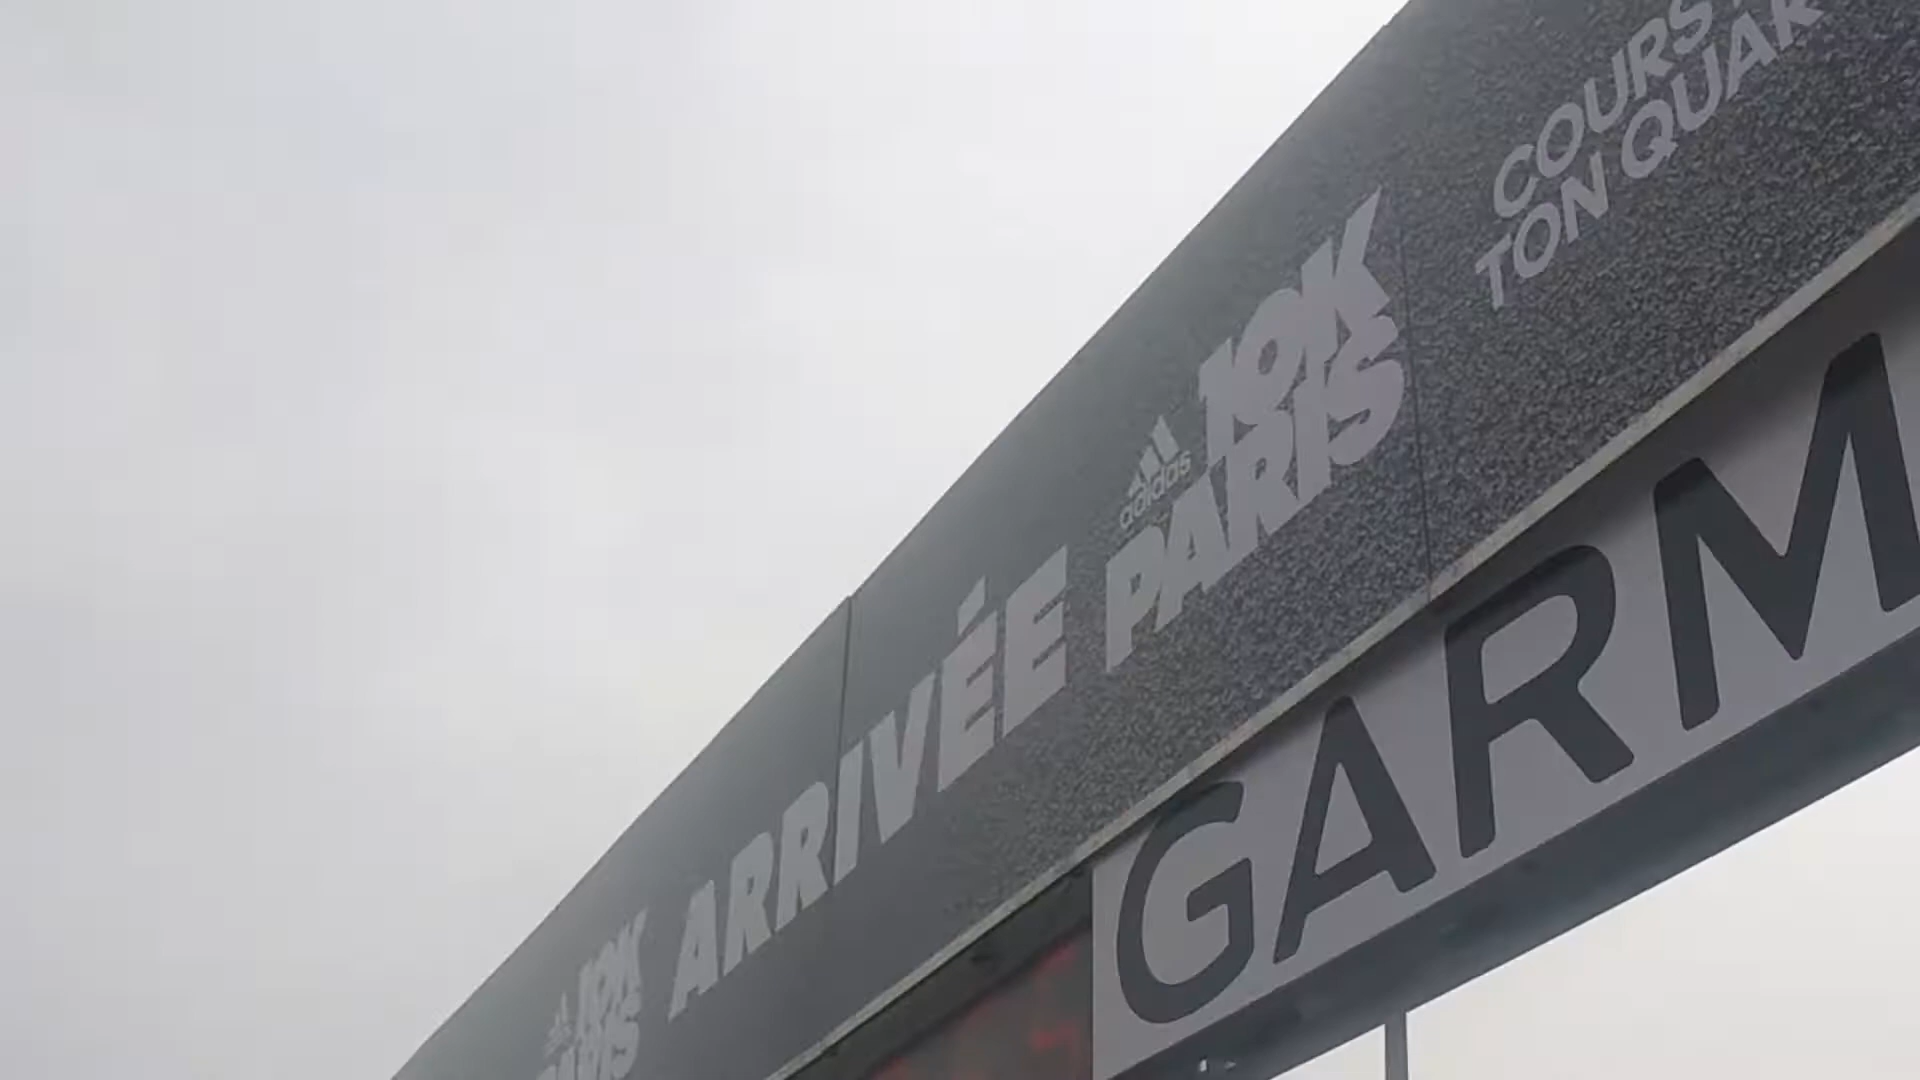 COURS
TON QUAR
10K
adidas
PARIS
ARRIVÉE
10K
PARIS
GARM